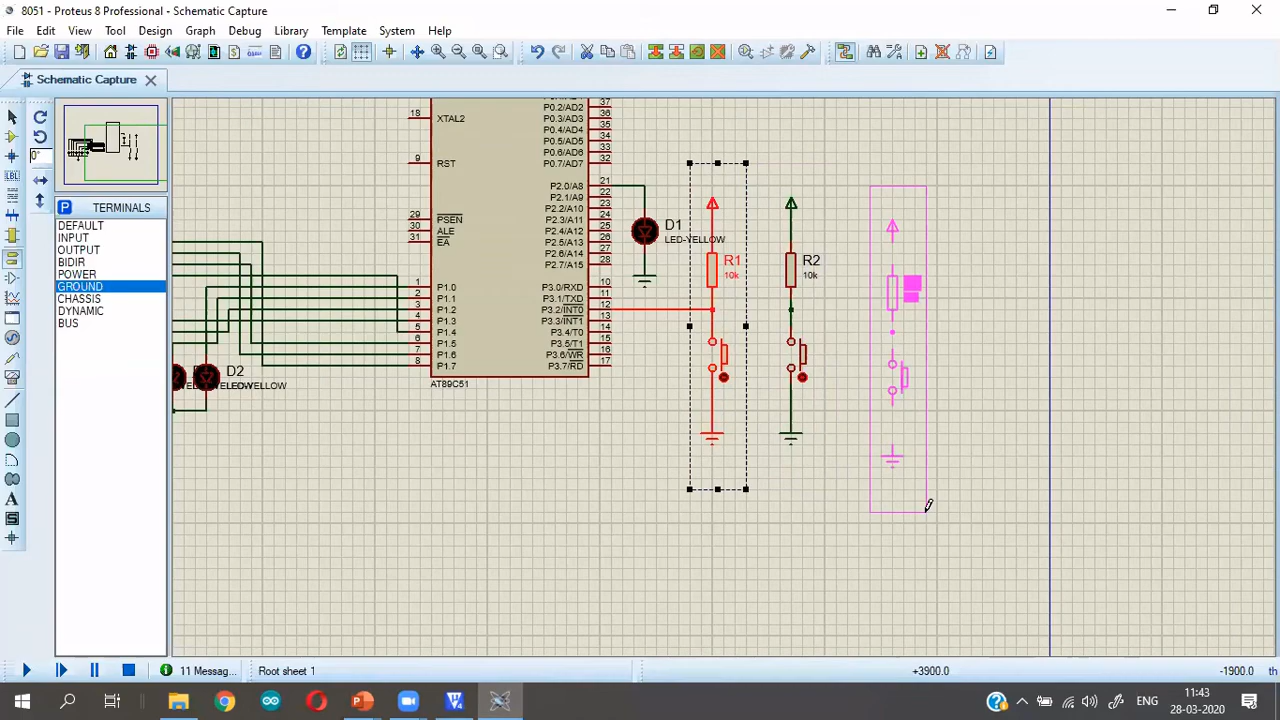 8051 - Proteus 8 Professional - Schematic Capture
File Edit View Tool Design Graph Debug Library Template System Help
Schematic Capture
0°
TERMINALS
DEFAULT
INPUT
OUTPUT
BIDIR
POWER
GROUND
CHASSIS
DYNAMIC
BUS
18 XTAL2
9 RST
29 PSEN
30 ALE
31 EA
1 P1.0
2 P1.1
3 P1.2
4 P1.3
5 P1.4
6 P1.5
7 P1.6
8 P1.7
37
P0.2/AD2 36
P0.3/AD3 35
P0.4/AD4 34
P0.5/AD5 33
P0.6/AD6 32
P0.7/AD7
P2.0/A8 21
P2.1/A9 22
P2.2/A10 23
P2.3/A11 24
P2.4/A12 25
P2.5/A13 26
P2.6/A14 27
P2.7/A15 28
P3.0/RXD 10
P3.1/TXD 11
P3.2/INT0 12
P3.3/INT1 13
P3.4/T0 14
P3.5/T1 15
P3.6/WR 16
P3.7/RD 17
AT89C51
D1
LED-YELLOW
D2
LED-YELLOW
R1
10k
R2
10k
11 Messag...
Root sheet 1
+3900.0
-1900.0
th
ENG
11:43
28-03-2020